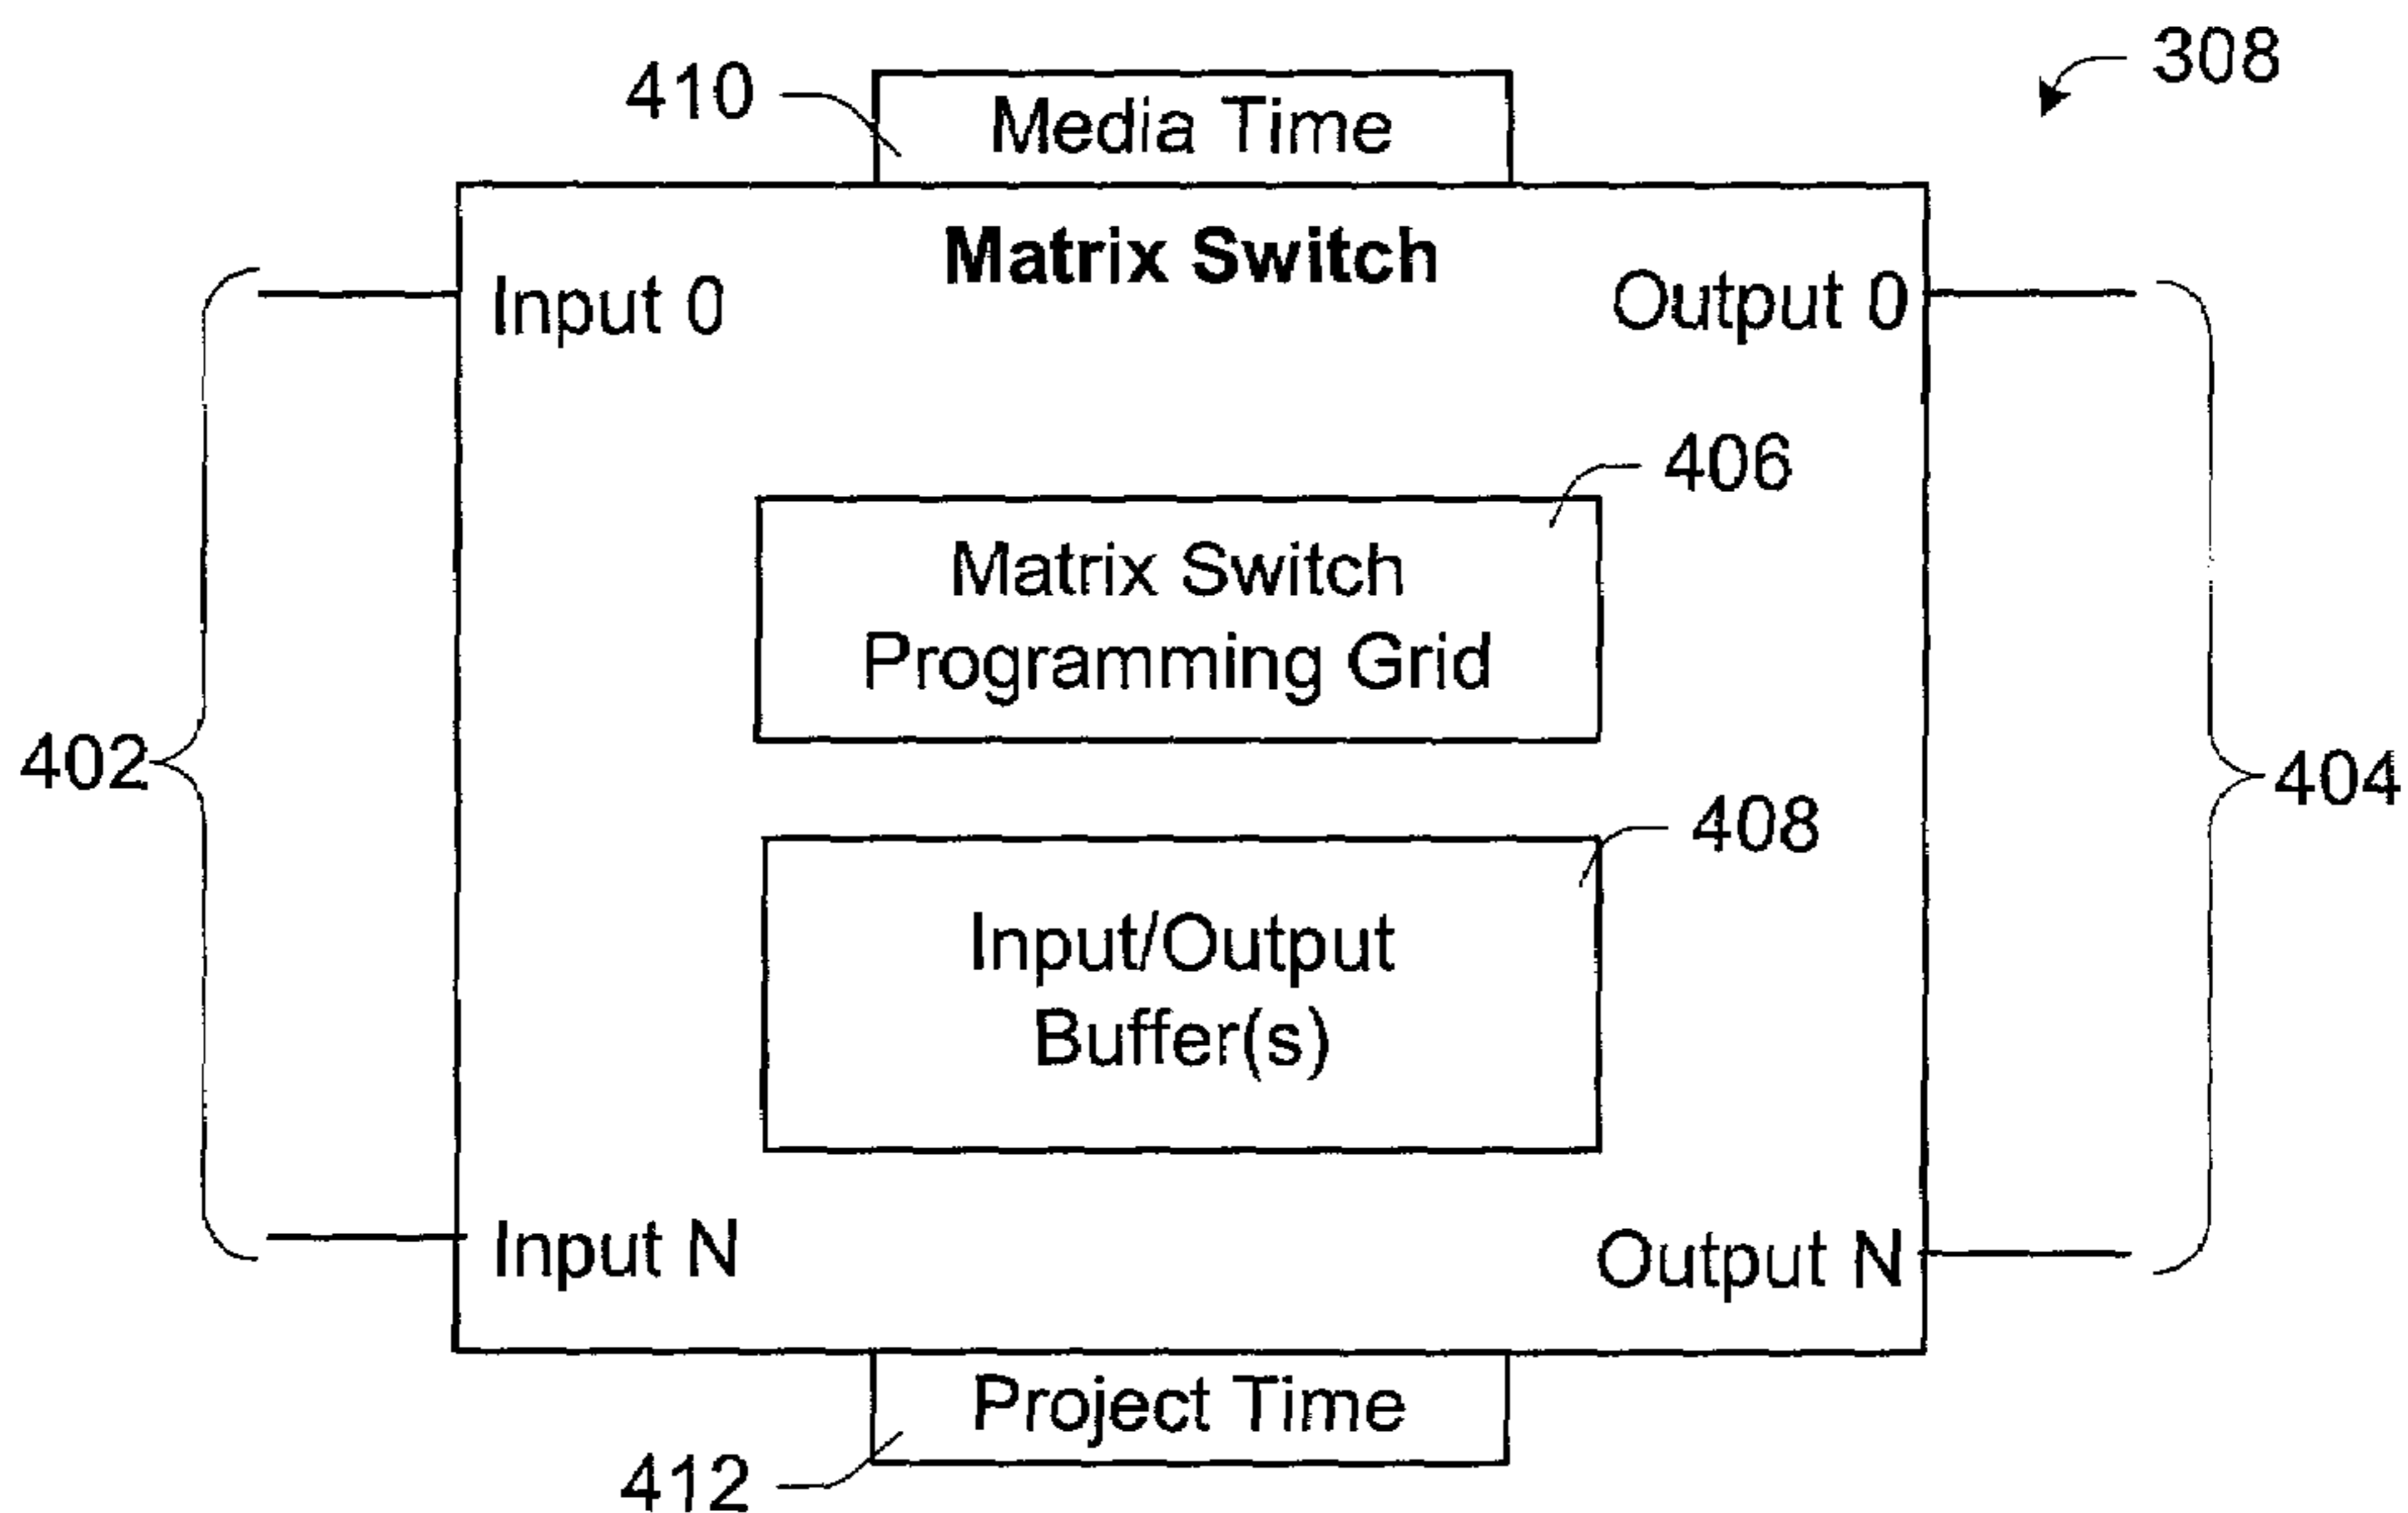 308
410
Media Time
Matrix Switch
Input 0
Output 0
406
Matrix Switch
Programming Grid
402
404
408
Input/Output
Buffer(s)
Input N
Output N
Project Time
412